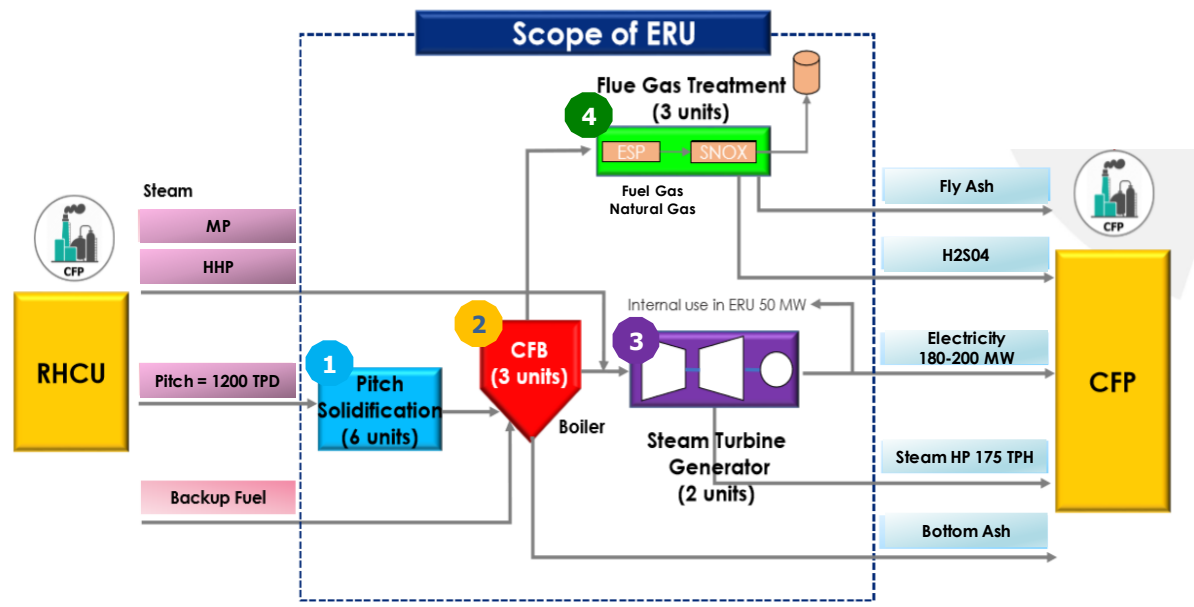 Scope of ERU
Flue Gas Treatment
(3 units)
4
ESP
SNOX
Fuel Gas
Natural Gas
Steam
MP
HHP
CFP
RHCU
Pitch = 1200 TPD
Backup Fuel
1
Pitch
Solidification
(6 units)
2
CFB
(3 units)
Boiler
Internal use in ERU 50 MW
3
Steam Turbine
Generator
(2 units)
Fly Ash
H2S04
Electricity
180-200 MW
Steam HP 175 TPH
Bottom Ash
CFP
CFP